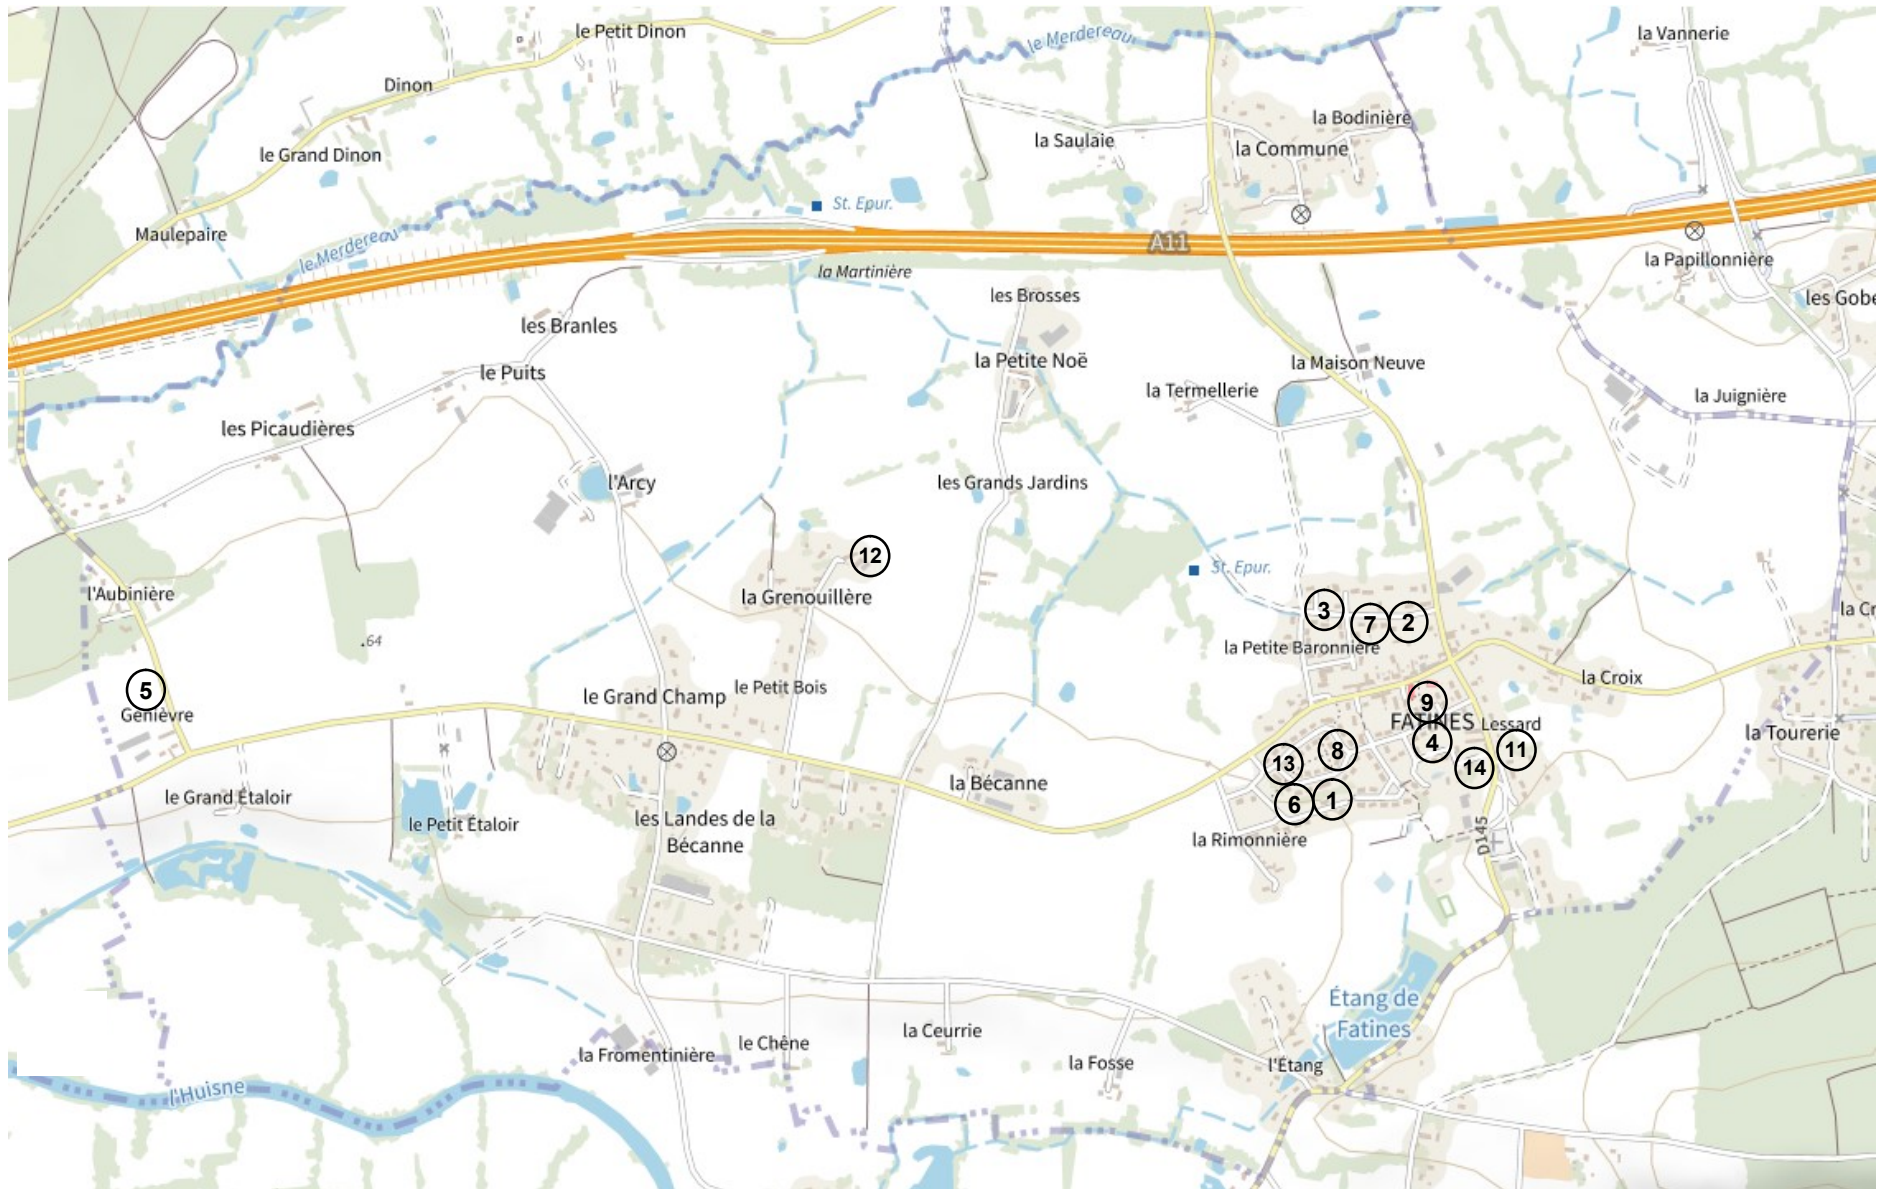 le Petit Dinon
le Merdereau
la Vannerie
Dinon
la Bodinière
la Saulaie
la Commune
le Grand Dinon
St. Epur.
Maulepaire
le Merdereau
A11
la Martinière
la Papillonnière
les Brosses
les Gobe
les Branles
la Petite Noë
la Maison Neuve
le Puits
la Termellerie
la Juignière
les Picaudières
l'Arcy
les Grands Jardins
12
St. Epur.
l'Aubinière
la Grenouillère
3
7
2
la Cr
64
la Petite Baronnière
5
le Grand Champ
le Petit Bois
la Croix
9
Genièvre
FATINES
Lessard
la Tourerie
4
8
11
13
14
la Bécanne
le Grand Étaloir
6
1
le Petit Étaloir
les Landes de la
Bécanne
la Rimonnière
D145
Étang de
Fatines
la Ceurrie
le Chêne
la Fromentinière
la Fosse
l'Étang
l'Huisne